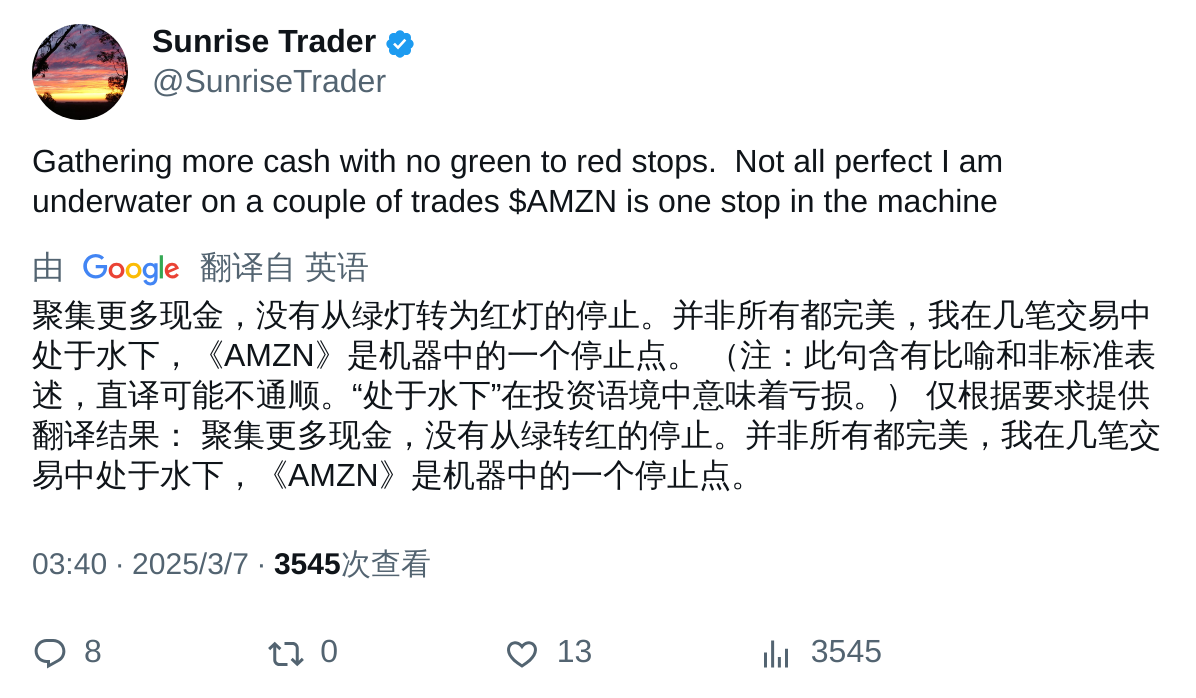 Sunrise Trader
@SunriseTrader
Gathering more cash with no green to red stops.  Not all perfect I am
underwater on a couple of trades $AMZN is one stop in the machine
由 Google 翻译自 英语
聚集更多现金，没有从绿灯转为红灯的停止。并非所有都完美，我在几笔交易中
处于水下，《AMZN》是机器中的一个停止点。 （注：此句含有比喻和非标准表
述，直译可能不通顺。“处于水下”在投资语境中意味着亏损。） 仅根据要求提供
翻译结果： 聚集更多现金，没有从绿转红的停止。并非所有都完美，我在几笔交
易中处于水下，《AMZN》是机器中的一个停止点。
03:40 · 2025/3/7 · 3545次查看
8 0 13 3545